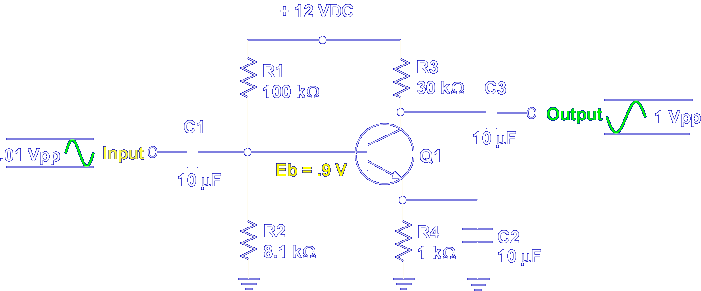 + 12 VDC
R1
100 kΩ
R3
30 kΩ
C3
10 µF
Output
1 Vpp
C1
10 µF
.01 Vpp
Input
Eb = .9 V
Q1
R2
8.1 kΩ
R4
1 kΩ
C2
10 µF